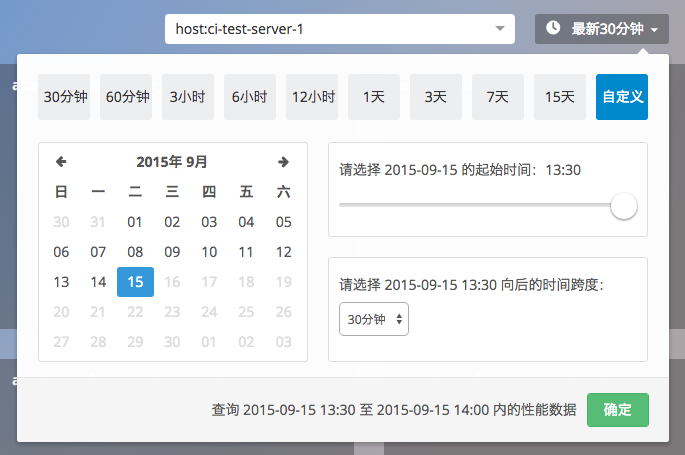 host:ci-test-server-1 最新30分钟
30分钟 60分钟 3小时 6小时 12小时 1天 3天 7天 15天 自定义
2015年 9月
日 一 二 三 四 五 六
30 31 01 02 03 04 05
06 07 08 09 10 11 12
13 14 15 16 17 18 19
20 21 22 23 24 25 26
27 28 29 30 01 02 03
请选择 2015-09-15 的起始时间：13:30
请选择 2015-09-15 13:30 向后的时间跨度：
30分钟
查询 2015-09-15 13:30 至 2015-09-15 14:00 内的性能数据 确定